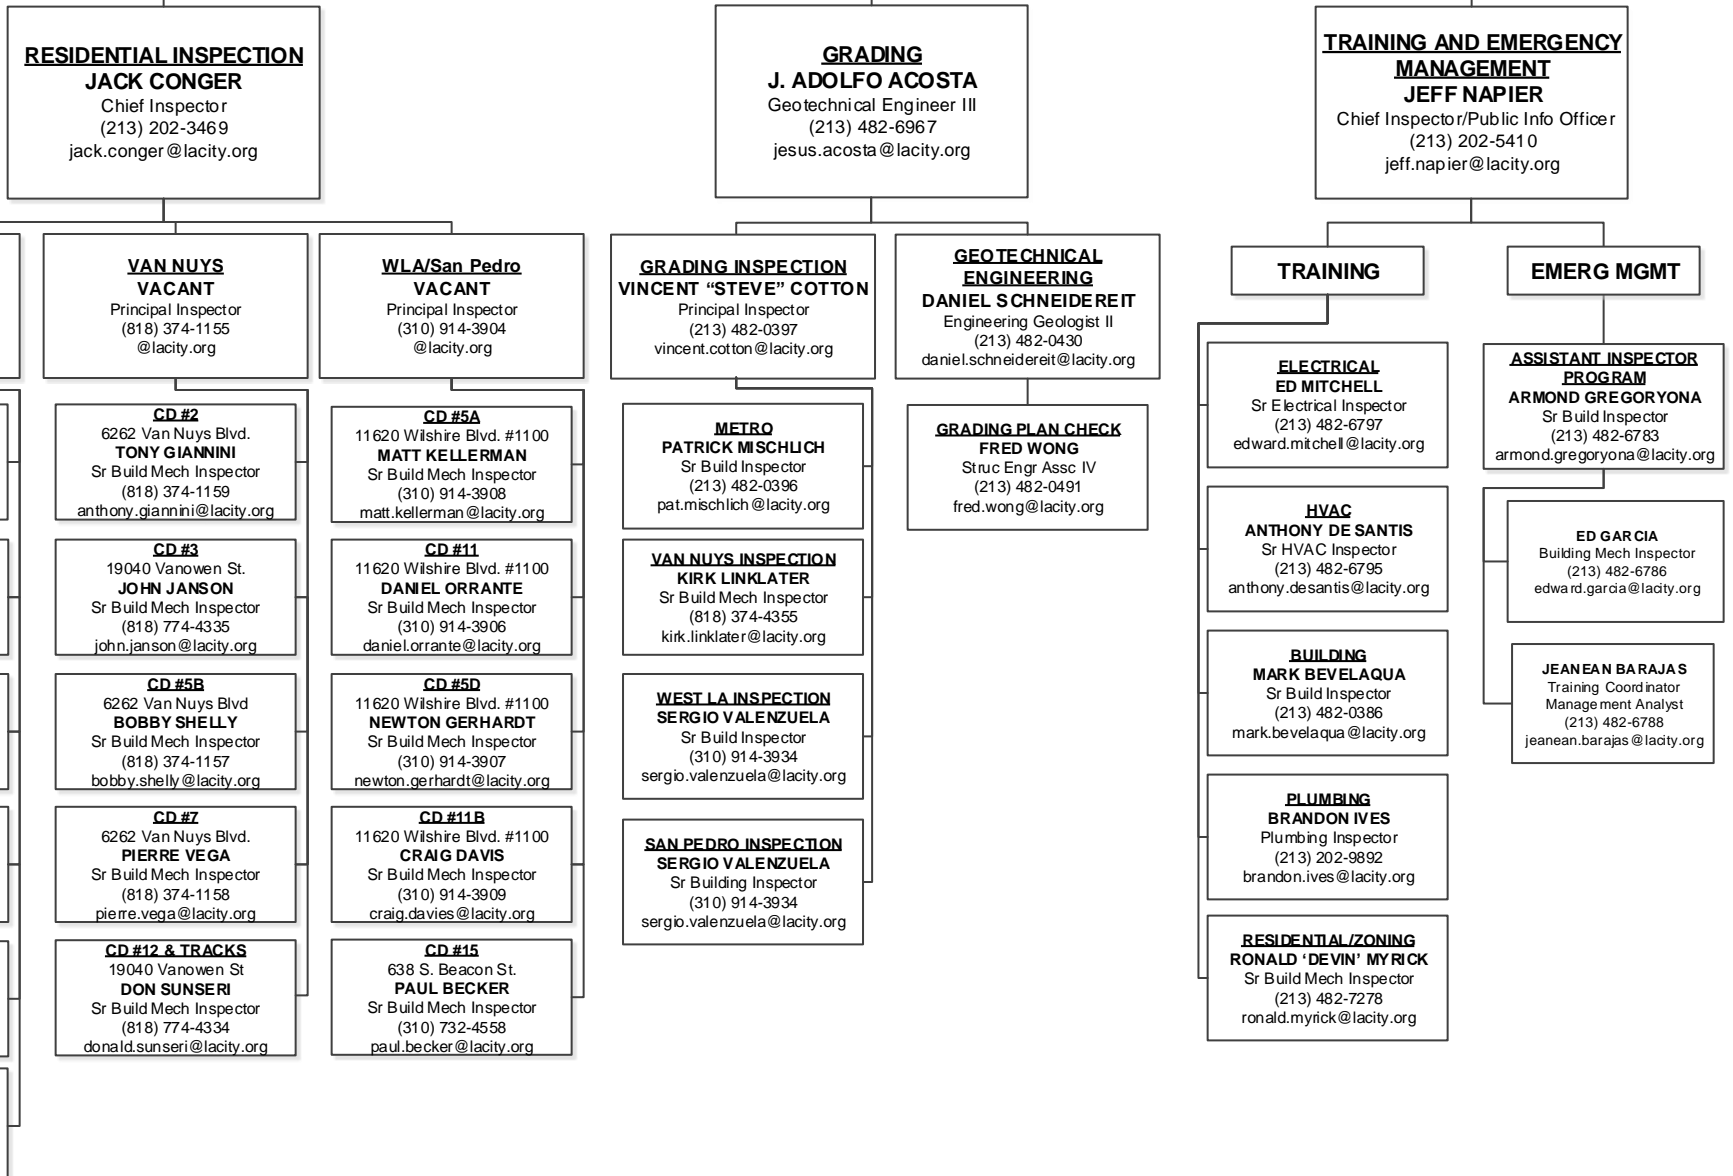 RESIDENTIAL INSPECTION
JACK CONGER
Chief Inspector
(213) 202-3469
jack.conger@lacity.org
GRADING
J. ADOLFO ACOSTA
Geotechnical Engineer III
(213) 482-6967
jesus.acosta@lacity.org
TRAINING AND EMERGENCY
MANAGEMENT
JEFF NAPIER
Chief Inspector/Public Info Officer
(213) 202-5410
jeff.napier@lacity.org
VAN NUYS
VACANT
Principal Inspector
(818) 374-1155
@lacity.org
WLA/San Pedro
VACANT
Principal Inspector
(310) 914-3904
@lacity.org
GRADING INSPECTION
VINCENT “STEVE” COTTON
Principal Inspector
(213) 482-0397
vincent.cotton@lacity.org
GEOTECHNICAL
ENGINEERING
DANIEL SCHNEIDEREIT
Engineering Geologist II
(213) 482-0430
daniel.schneidereit@lacity.org
TRAINING
EMERG MGMT
CD #2
6262 Van Nuys Blvd.
TONY GIANNINI
Sr Build Mech Inspector
(818) 374-1159
anthony.giannini@lacity.org
CD #3
19040 Vanowen St.
JOHN JANSON
Sr Build Mech Inspector
(818) 774-4335
john.janson@lacity.org
CD #5B
6262 Van Nuys Blvd
BOBBY SHELLY
Sr Build Mech Inspector
(818) 374-1157
bobby.shelly@lacity.org
CD #7
6262 Van Nuys Blvd.
PIERRE VEGA
Sr Build Mech Inspector
(818) 374-1158
pierre.vega@lacity.org
CD #12 & TRACKS
19040 Vanowen St
DON SUNSERI
Sr Build Mech Inspector
(818) 774-4334
donald.sunseri@lacity.org
CD #5A
11620 Wilshire Blvd. #1100
MATT KELLERMAN
Sr Build Mech Inspector
(310) 914-3908
matt.kellerman@lacity.org
CD #11
11620 Wilshire Blvd. #1100
DANIEL ORRANTE
Sr Build Mech Inspector
(310) 914-3906
daniel.orrante@lacity.org
CD #5D
11620 Wilshire Blvd. #1100
NEWTON GERHARDT
Sr Build Mech Inspector
(310) 914-3907
newton.gerhardt@lacity.org
CD #11B
11620 Wilshire Blvd. #1100
CRAIG DAVIS
Sr Build Mech Inspector
(310) 914-3909
craig.davies@lacity.org
CD #15
638 S. Beacon St.
PAUL BECKER
Sr Build Mech Inspector
(310) 732-4558
paul.becker@lacity.org
METRO
PATRICK MISCHLICH
Sr Build Inspector
(213) 482-0396
pat.mischlich@lacity.org
VAN NUYS INSPECTION
KIRK LINKLATER
Sr Build Mech Inspector
(818) 374-4355
kirk.linklater@lacity.org
WEST LA INSPECTION
SERGIO VALENZUELA
Sr Build Inspector
(310) 914-3934
sergio.valenzuela@lacity.org
SAN PEDRO INSPECTION
SERGIO VALENZUELA
Sr Building Inspector
(310) 914-3934
sergio.valenzuela@lacity.org
GRADING PLAN CHECK
FRED WONG
Struc Engr Assc IV
(213) 482-0491
fred.wong@lacity.org
ELECTRICAL
ED MITCHELL
Sr Electrical Inspector
(213) 482-6797
edward.mitchell@lacity.org
HVAC
ANTHONY DE SANTIS
Sr HVAC Inspector
(213) 482-6795
anthony.desantis@lacity.org
BUILDING
MARK BEVELAQUA
Sr Build Inspector
(213) 482-0386
mark.bevelaqua@lacity.org
PLUMBING
BRANDON IVES
Plumbing Inspector
(213) 202-9892
brandon.ives@lacity.org
RESIDENTIAL/ZONING
RONALD ‘DEVIN’ MYRICK
Sr Build Mech Inspector
(213) 482-7278
ronald.myrick@lacity.org
ASSISTANT INSPECTOR
PROGRAM
ARMOND GREGORYONA
Sr Build Inspector
(213) 482-6783
armond.gregoryona@lacity.org
ED GARCIA
Building Mech Inspector
(213) 482-6786
edward.garcia@lacity.org
JEANEAN BARAJAS
Training Coordinator
Management Analyst
(213) 482-6788
jeanean.barajas@lacity.org